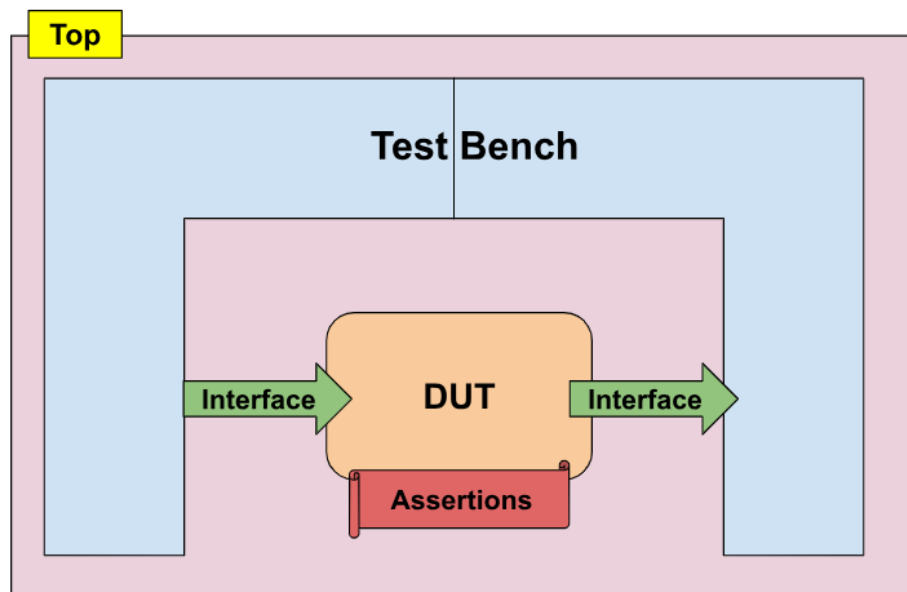 Top
Test Bench
Interface
DUT
Interface
Assertions